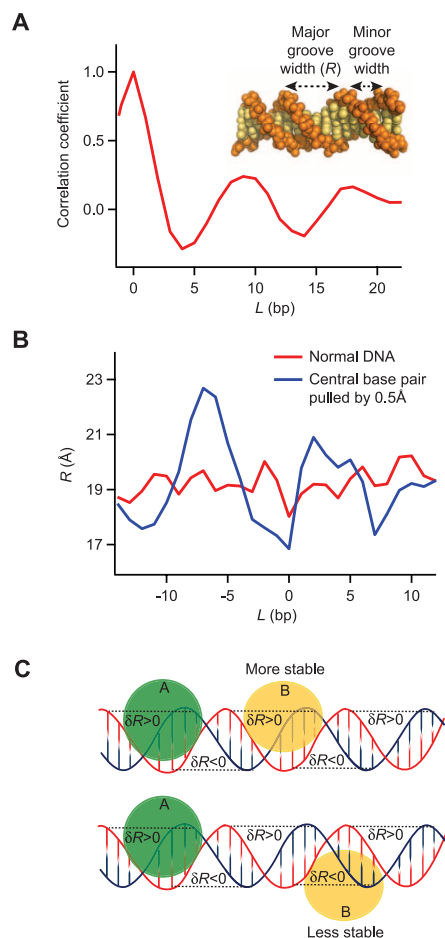 A
Major
groove
width (R)
Minor
groove
width
Correlation coefficient
1.0
0.5
0.0
0 5 10 15 20
L (bp)
B
Normal DNA
Central base pair
pulled by 0.5Å
R (Å)
23
21
19
17
-10 -5 0 5 10
L (bp)
C
More stable
A B
δR>0 δR>0 δR>0
δR<0 δR<0
A
δR>0 δR>0 δR>0
δR<0 δR<0
B
Less stable